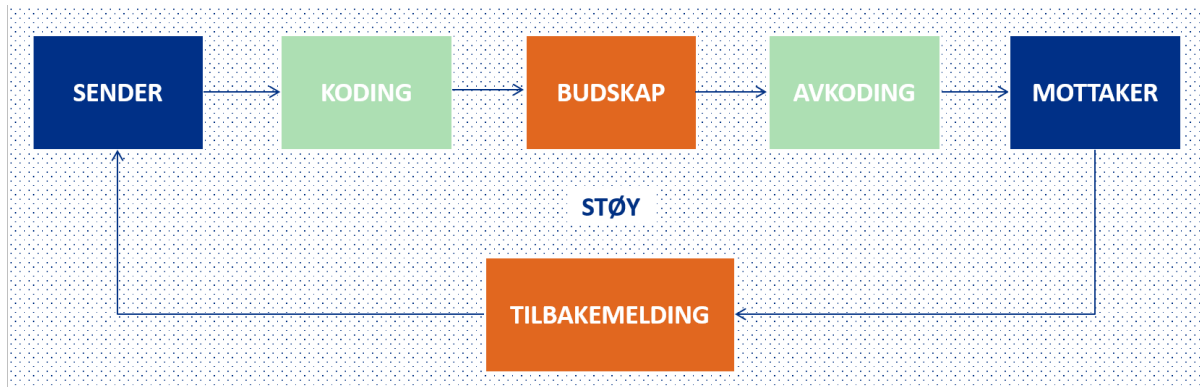 SENDER
KODING
BUDSKAP
AVKODING
MOTTAKER
STØY
TILBAKEMELDING